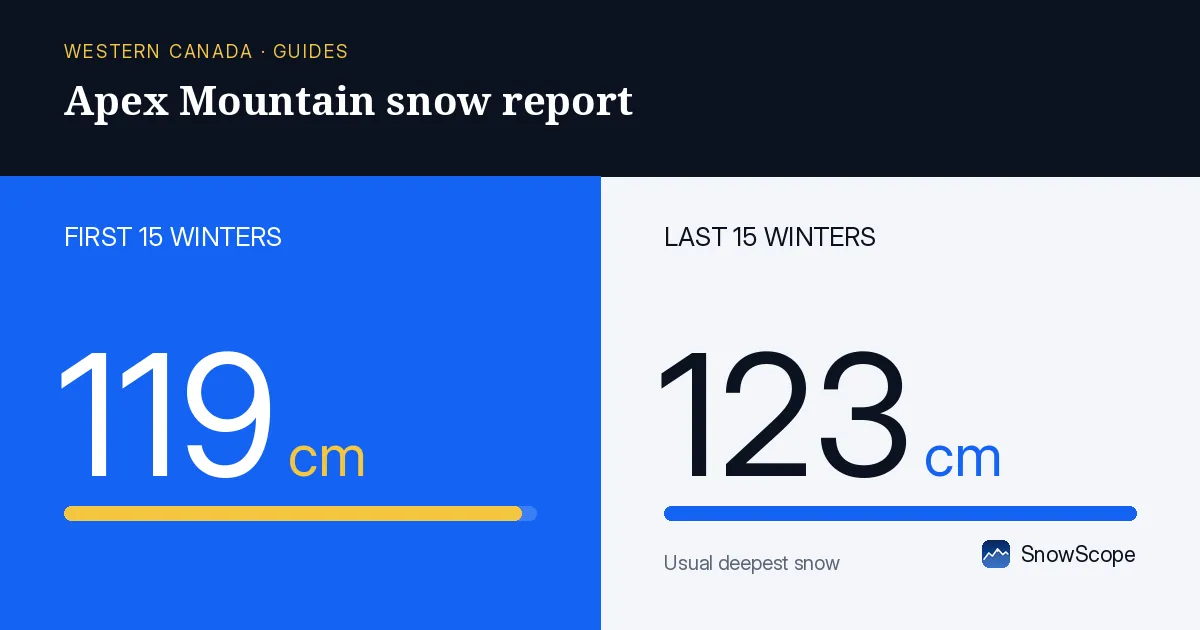 WESTERN CANADA · GUIDES
Apex Mountain snow report
FIRST 15 WINTERS
119 cm
LAST 15 WINTERS
123 cm
Usual deepest snow
SnowScope